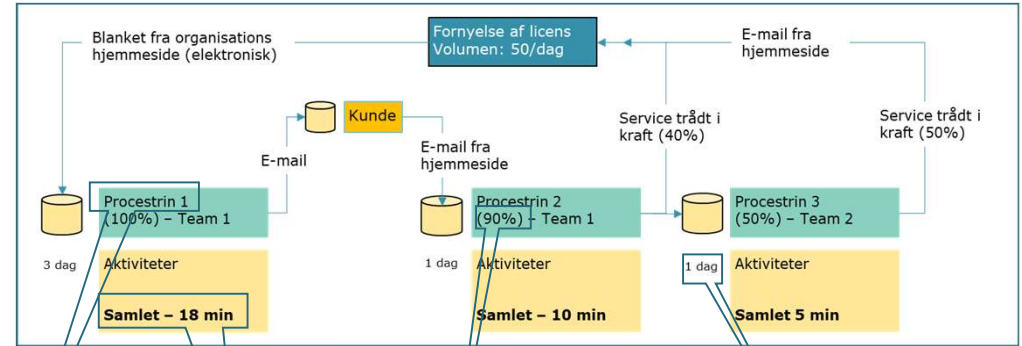 Blanket fra organisations
hjemmeside (elektronisk)
Fornyelse af licens
Volumen: 50/dag
E-mail fra
hjemmeside
Kunde
E-mail
E-mail fra
hjemmeside
Service trådt i
kraft (40%)
Service trådt i
kraft (50%)
Procestrin 1
(100%) – Team 1
Procestrin 2
(90%) – Team 1
Procestrin 3
(50%) – Team 2
3 dag
Aktiviteter
Samlet – 18 min
1 dag
Aktiviteter
Samlet – 10 min
1 dag
Aktiviteter
Samlet 5 min